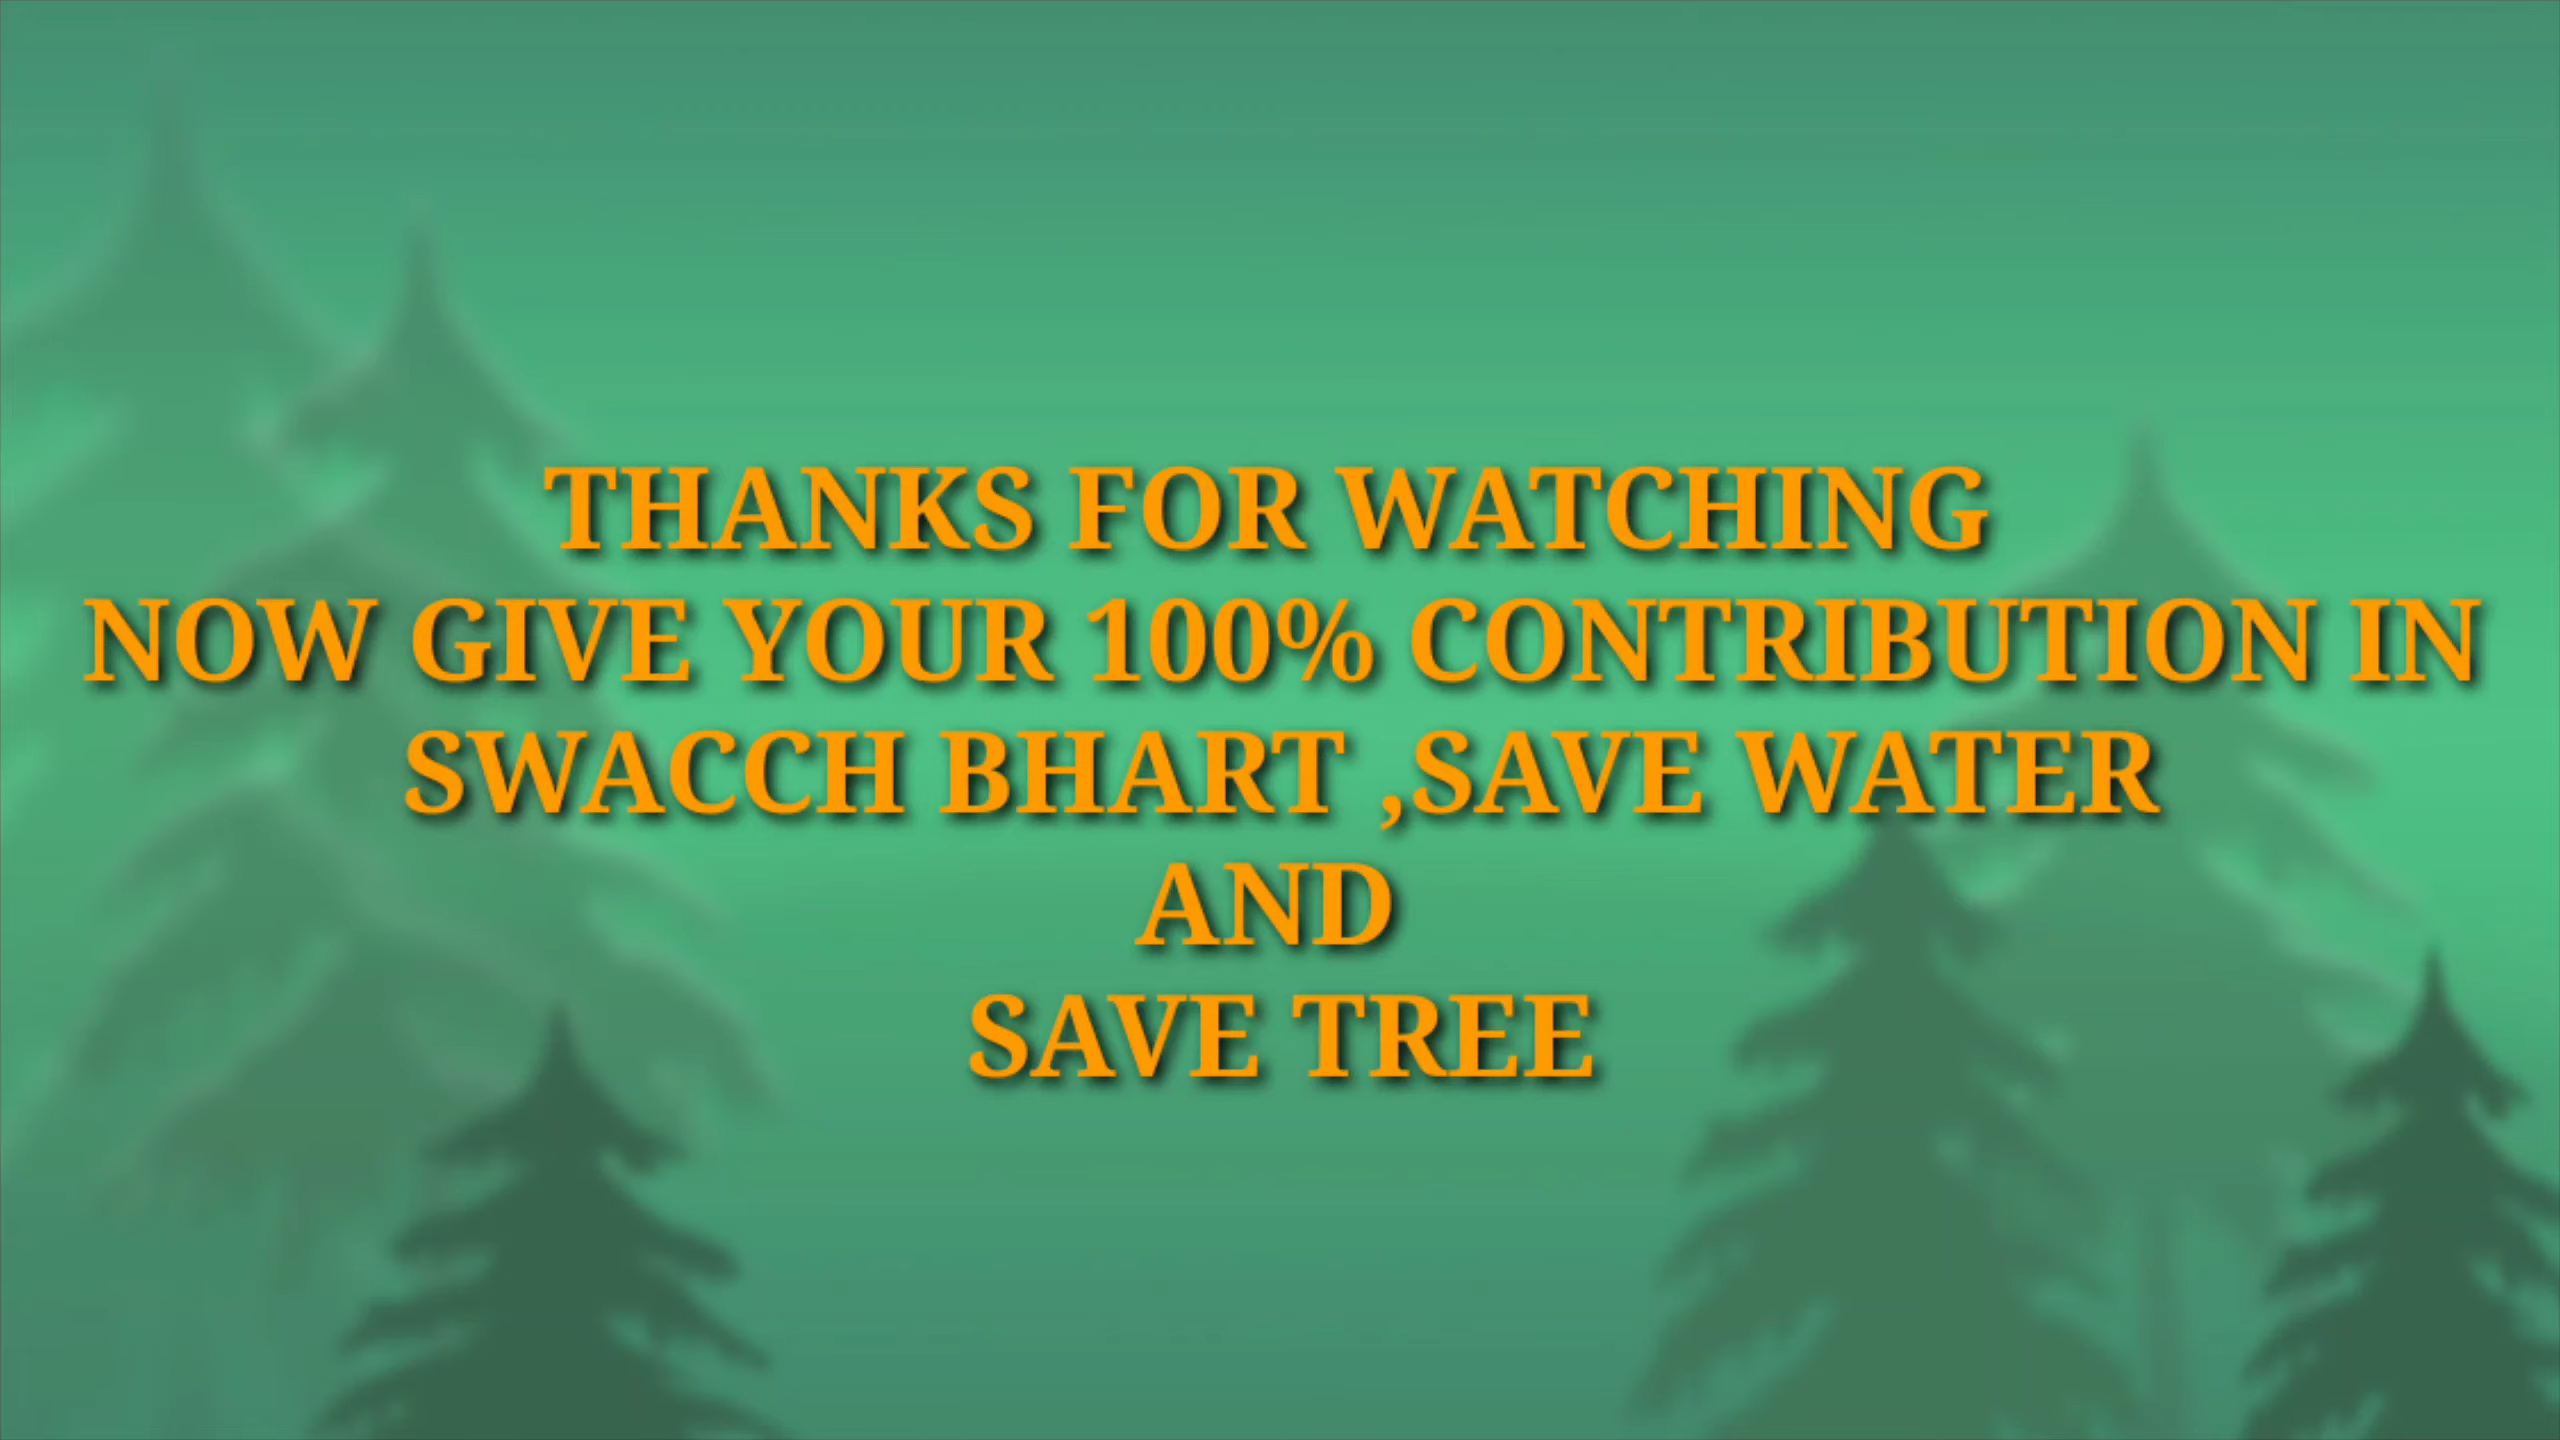 THANKS FOR WATCHING
NOW GIVE YOUR 100% CONTRIBUTION IN
SWACCH BHART ,SAVE WATER
AND
SAVE TREE